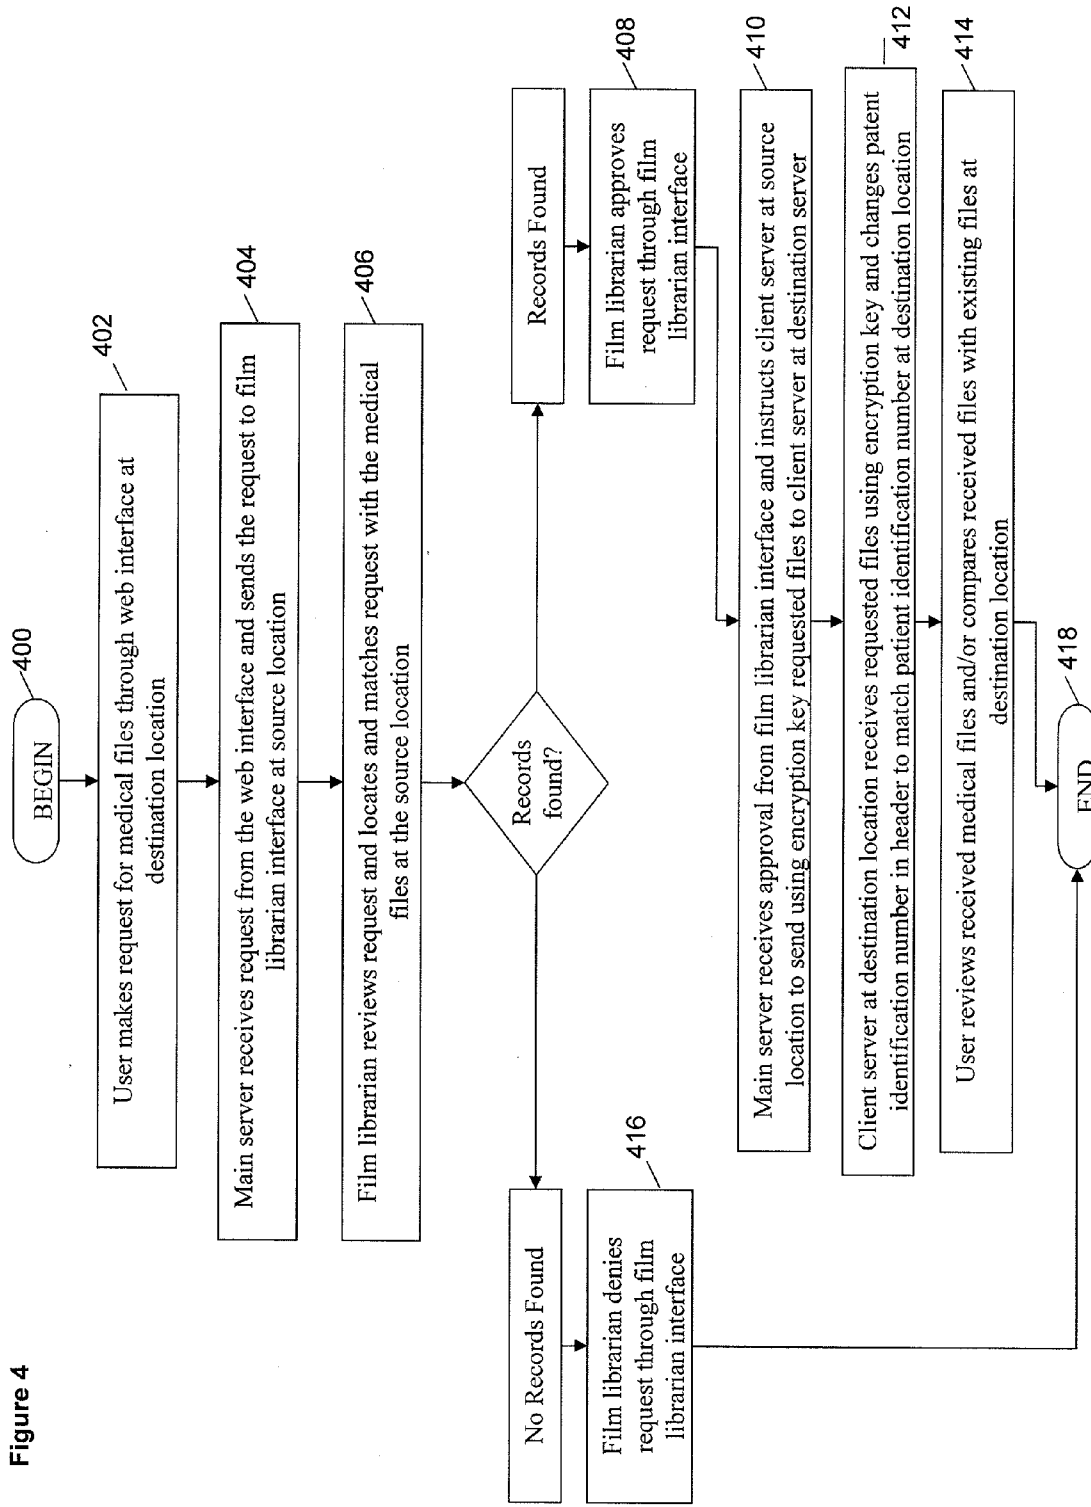 Figure 4
BEGIN
400
User makes request for medical files through web interface at
destination location
402
Main server receives request from the web interface and sends the request to film
librarian interface at source location
404
Film librarian reviews request and locates and matches request with the medical
files at the source location
406
Records
found?
No Records Found
Records Found
Film librarian denies
request through film
librarian interface
416
Film librarian approves
request through film
librarian interface
408
Main server receives approval from film librarian interface and instructs client server at source
location to send using encryption key requested files to client server at destination server
410
Client server at destination location receives requested files using encryption key and changes patent
identification number in header to match patient identification number at destination location
412
User reviews received medical files and/or compares received files with existing files at
destination location
414
END
418